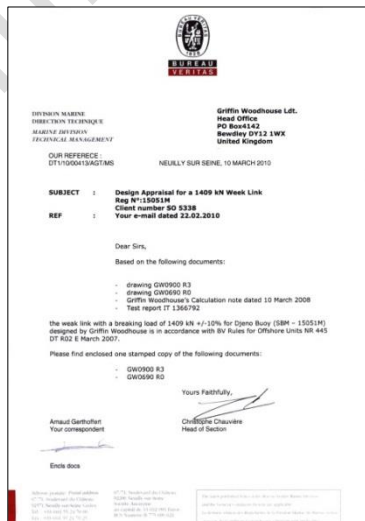 BUREAU
VERITAS
DIVISION MARINE
DIRECTION TECHNIQUE
MARINE DIVISION
TECHNICAL MANAGEMENT
Griffin Woodhouse Ldt.
Head Office
PO Box4142
Bewdley DY12 1WX
United Kingdom
OUR REFERECE :
DT1/10/00413/AGT/MS
NEUILLY SUR SEINE, 10 MARCH 2010
SUBJECT : Design Appraisal for a 1409 kN Week Link
Reg N°:15051M
Client number SO 5338
REF : Your e-mail dated 22.02.2010
Dear Sirs,
Based on the following documents:
- drawing GW0900 R3
- drawing GW0690 R0
- Griffin Woodhouse's Calculation note dated 10 March 2008
- Test report IT 1366792
the weak link with a breaking load of 1409 kN +/-10% for Djeno Buoy (SBM – 15051M)
designed by Griffin Woodhouse is in accordance with BV Rules for Offshore Units NR 445
DT R02 E March 2007.
Please find enclosed one stamped copy of the following documents:
- GW0900 R3
- GW0690 R0
Yours Faithfully,
Arnaud Gerthoffert
Your correspondent
Christophe Chauvière
Head of Section
Encls docs